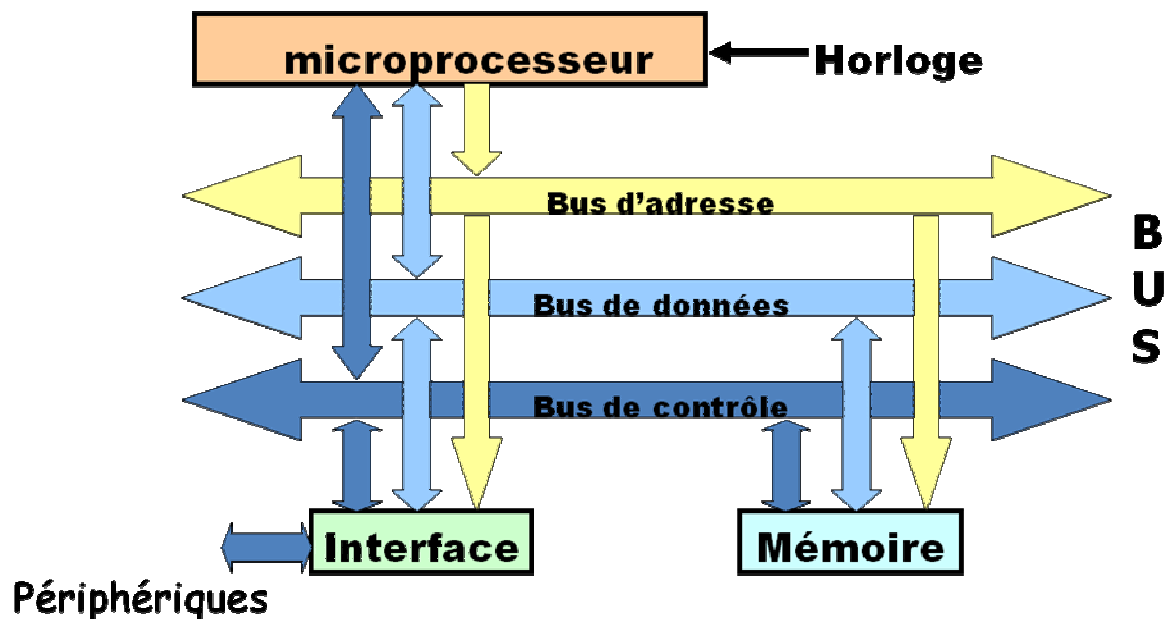 microprocesseur
Horloge
Bus d’adresse
Bus de données
Bus de contrôle
B
U
S
Interface
Mémoire
Périphériques